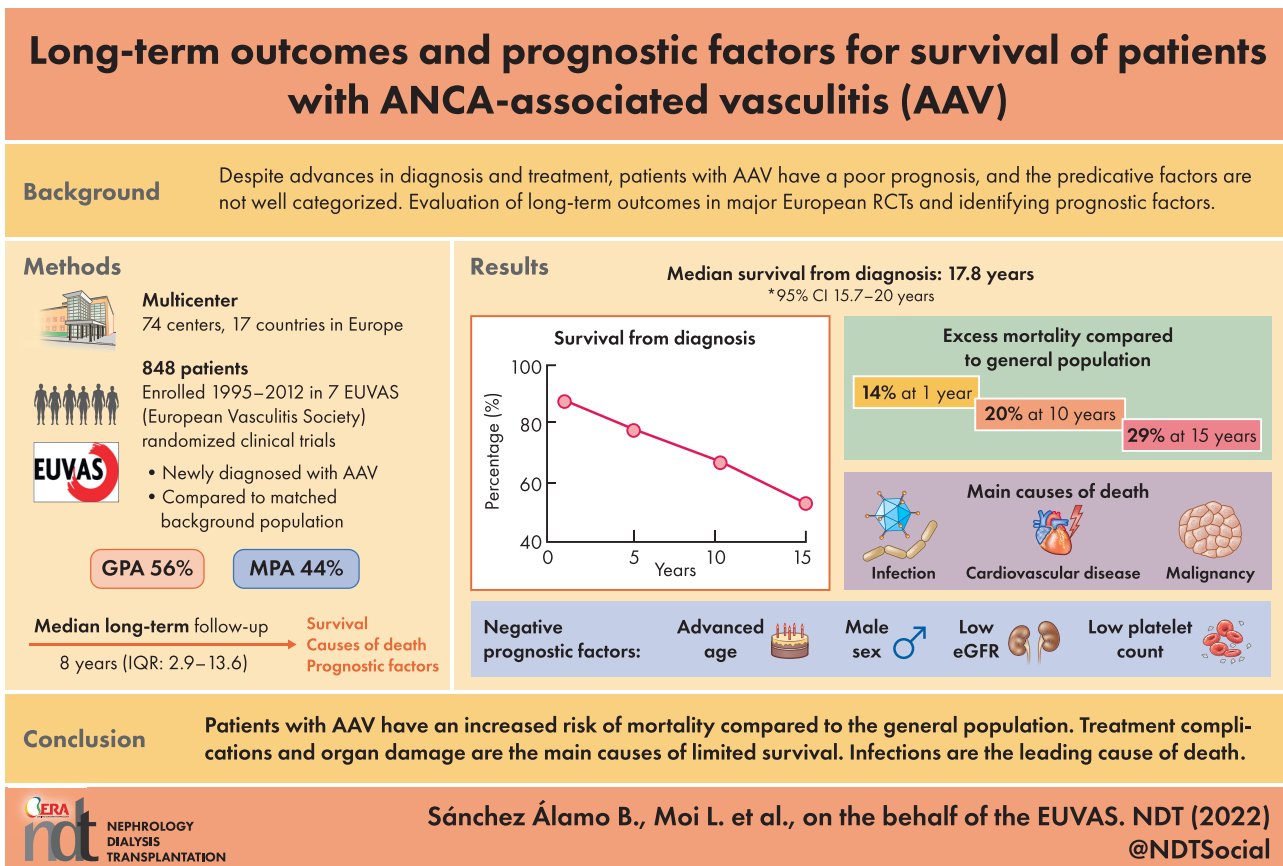 Long-term outcomes and prognostic factors for survival of patients
with ANCA-associated vasculitis (AAV)
Background
Despite advances in diagnosis and treatment, patients with AAV have a poor prognosis, and the predicative factors are
not well categorized. Evaluation of long-term outcomes in major European RCTs and identifying prognostic factors.
Methods
Multicenter
74 centers, 17 countries in Europe
848 patients
Enrolled 1995–2012 in 7 EUVAS
(European Vasculitis Society)
randomized clinical trials
EUVAS
• Newly diagnosed with AAV
• Compared to matched
background population
GPA 56%
MPA 44%
Median long-term follow-up
8 years (IQR: 2.9–13.6)
Survival
Causes of death
Prognostic factors
Results
Median survival from diagnosis: 17.8 years
*95% CI 15.7–20 years
Survival from diagnosis
Percentage (%)
100
80
60
40
0
5
10
15
Years
Excess mortality compared
to general population
14% at 1 year
20% at 10 years
29% at 15 years
Main causes of death
Infection
Cardiovascular disease
Malignancy
Negative
prognostic factors:
Advanced
age
Male
sex
Low
eGFR
Low platelet
count
Conclusion
Patients with AAV have an increased risk of mortality compared to the general population. Treatment compli-
cations and organ damage are the main causes of limited survival. Infections are the leading cause of death.
ERA
ndt
NEPHROLOGY
DIALYSIS
TRANSPLANTATION
Sánchez Álamo B., Moi L. et al., on the behalf of the EUVAS. NDT (2022)
@NDTSocial